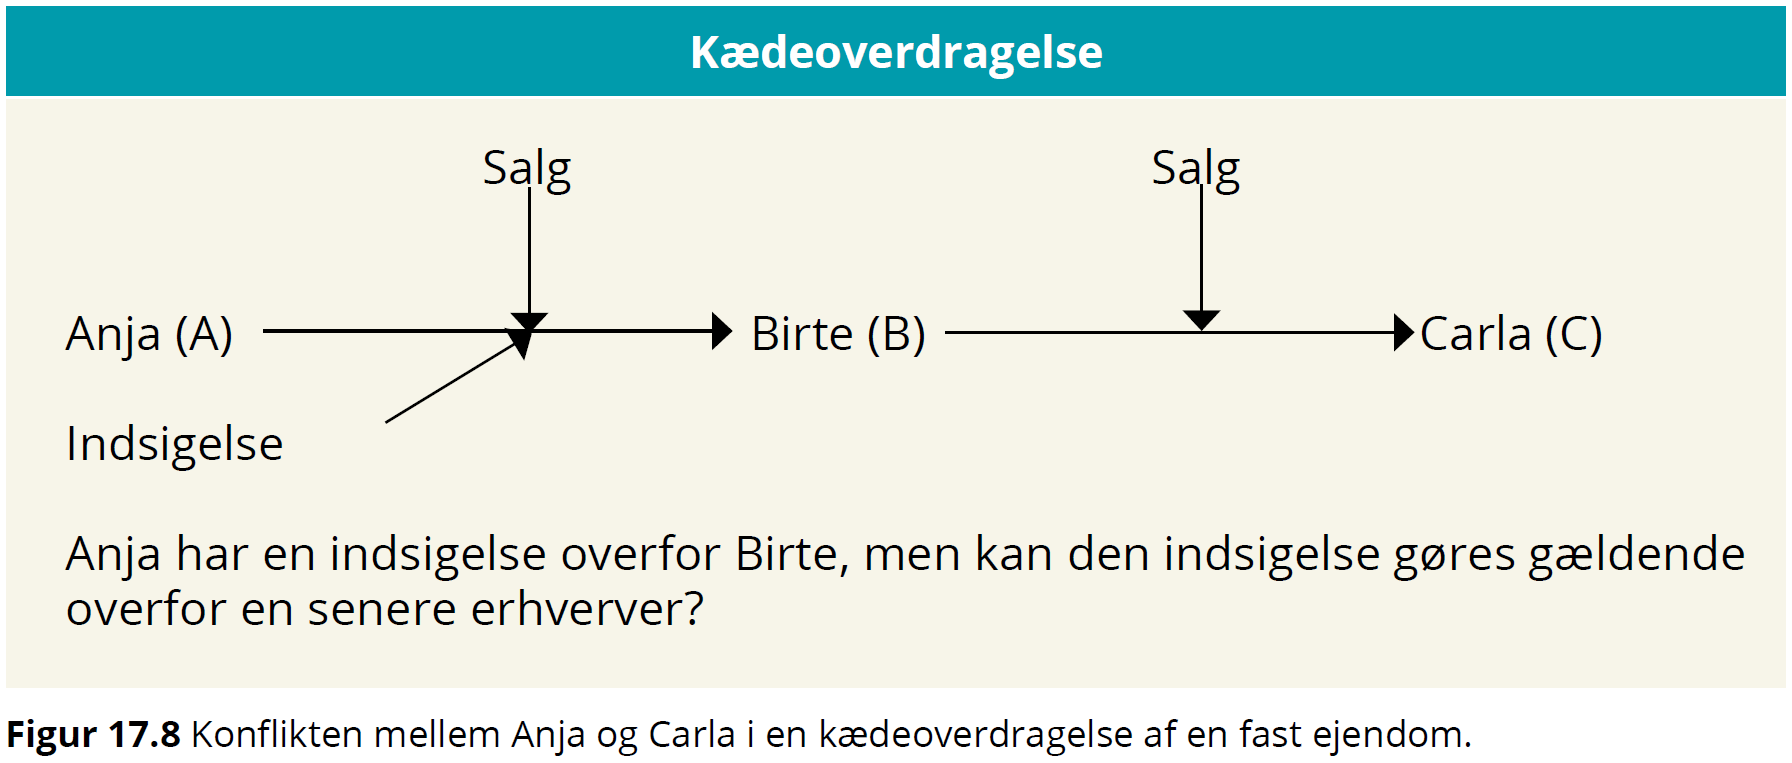 Kædeoverdragelse
Salg Salg
Anja (A) Birte (B) Carla (C)
Indsigelse
Anja har en indsigelse overfor Birte, men kan den indsigelse gøres gældende
overfor en senere erhverver?
Figur 17.8 Konflikten mellem Anja og Carla i en kædeoverdragelse af en fast ejendom.